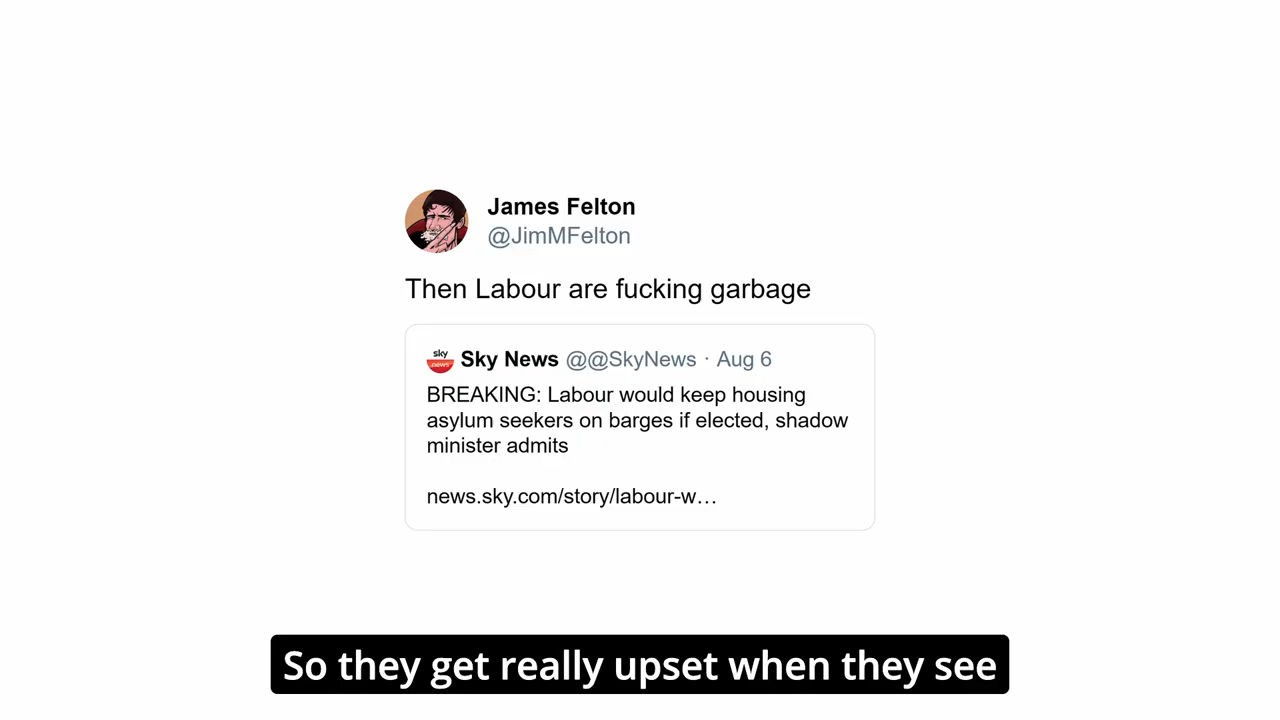 James Felton
@JimMFelton
Then Labour are fucking garbage
sky news
Sky News @@SkyNews · Aug 6
BREAKING: Labour would keep housing
asylum seekers on barges if elected, shadow
minister admits
news.sky.com/story/labour-w…
So they get really upset when they see